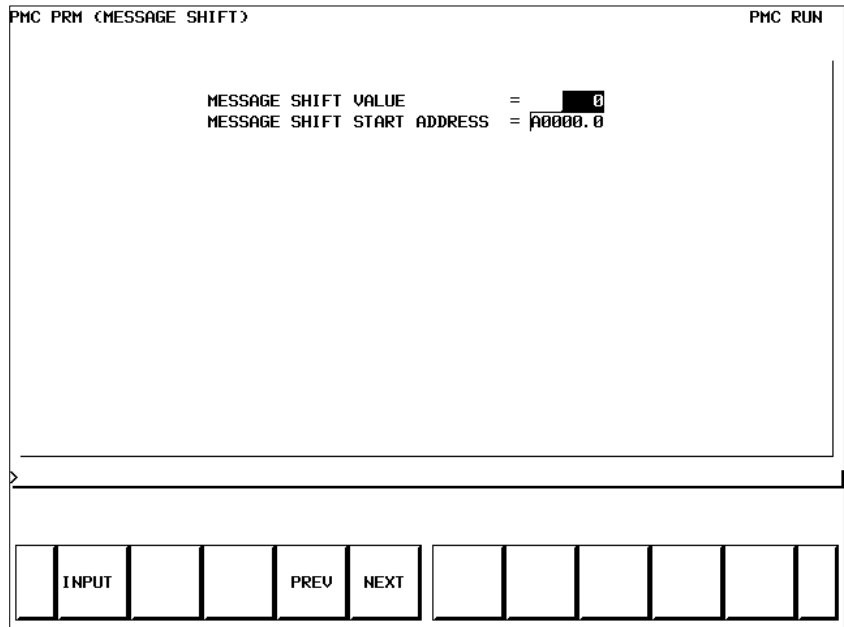 PMC PRM (MESSAGE SHIFT) PMC RUN
MESSAGE SHIFT VALUE = 0
MESSAGE SHIFT START ADDRESS = A0000.0
>
INPUT PREV NEXT